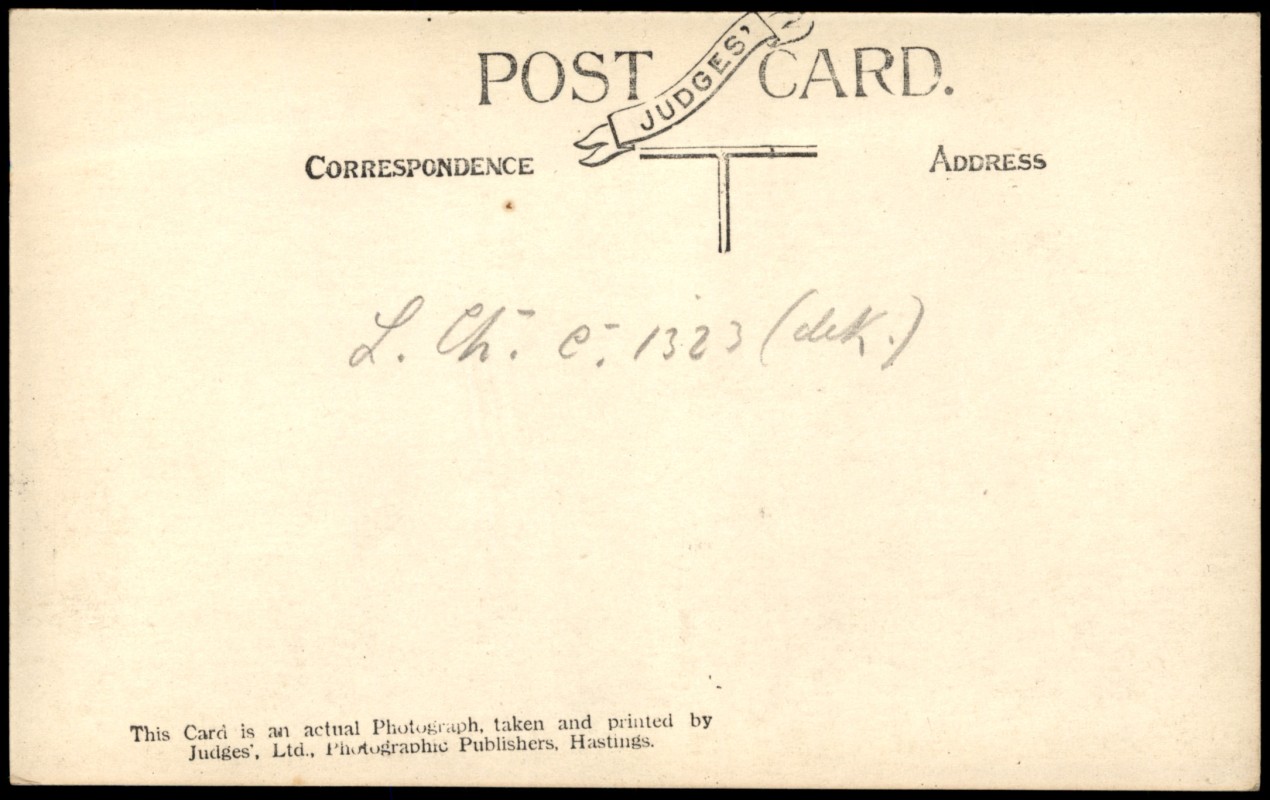 POST CARD.
JUDGES'
CORRESPONDENCE
ADDRESS
L. Ch. c. 1323 (dek.)
This Card is an actual Photograph, taken and printed by
Judges', Ltd., Photographic Publishers, Hastings.